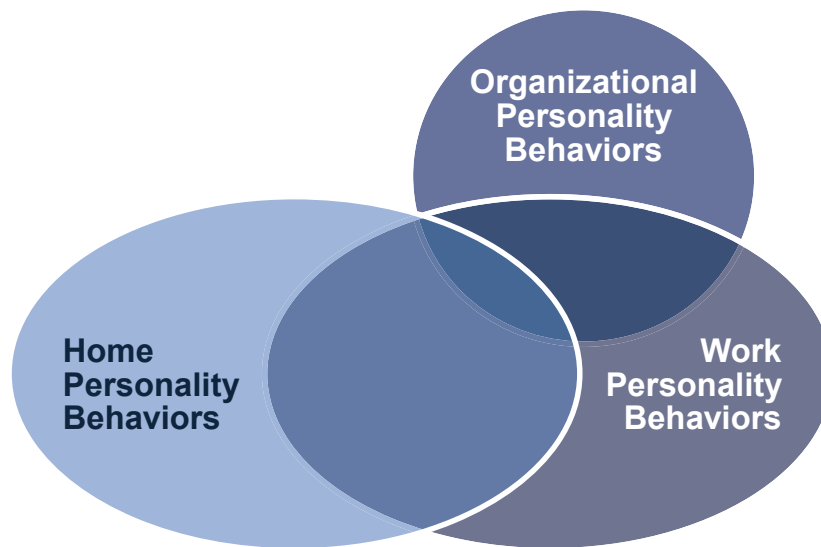 Organizational
Personality
Behaviors
Home
Personality
Behaviors
Work
Personality
Behaviors